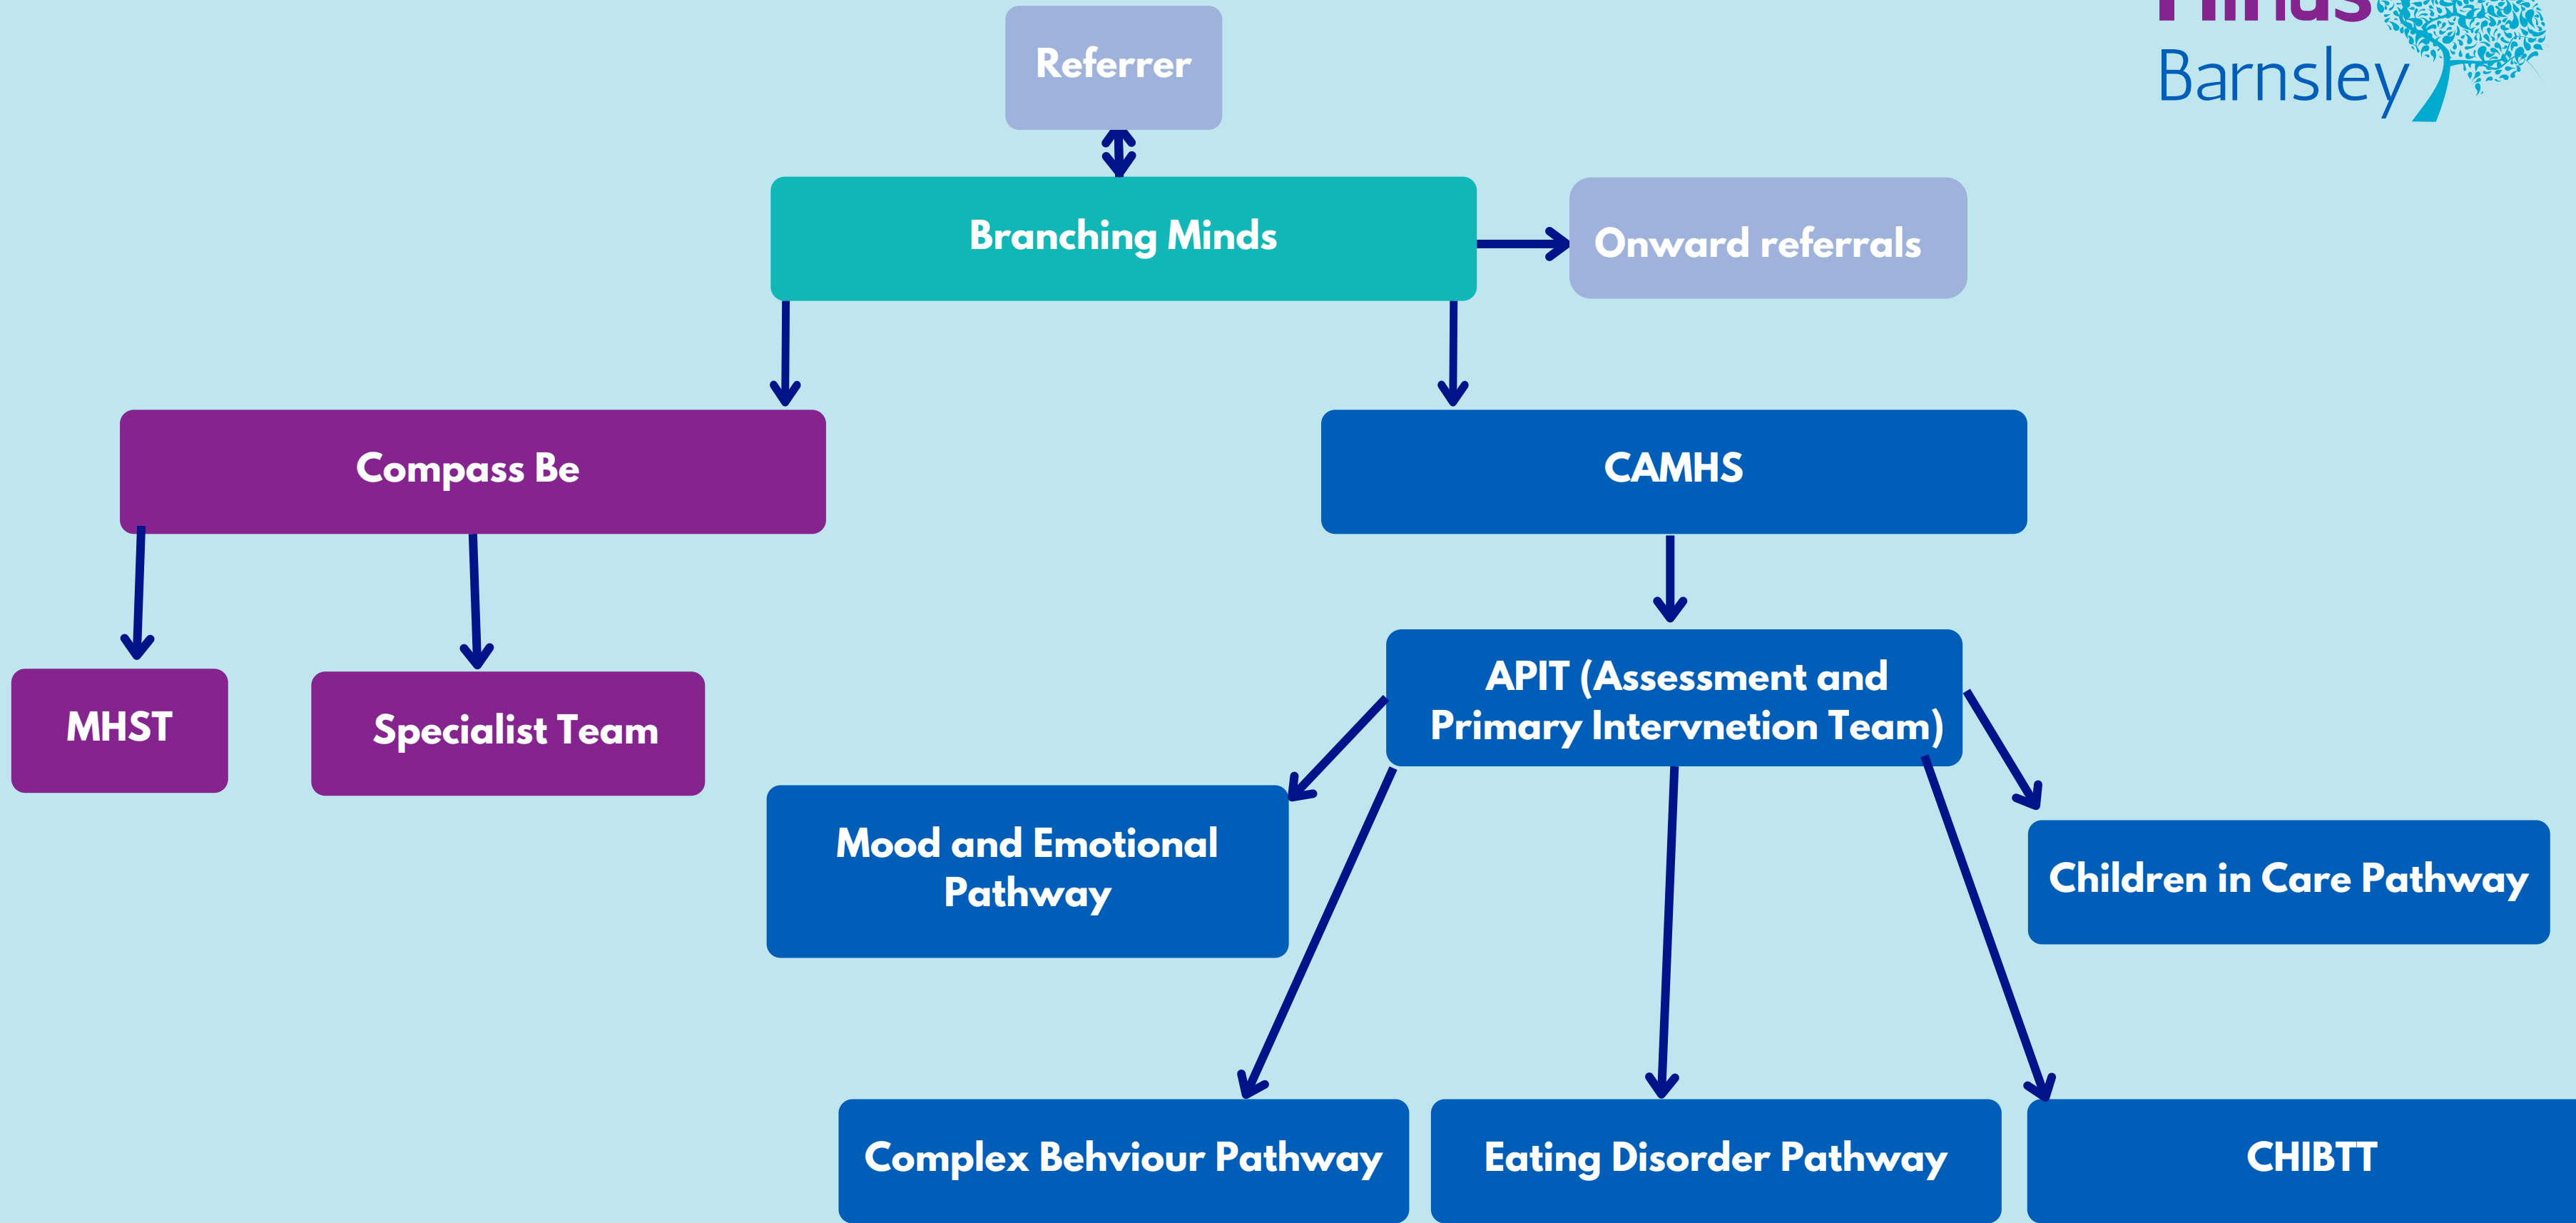 Minds
Barnsley
Referrer
Branching Minds
Onward referrals
Compass Be
CAMHS
MHST
Specialist Team
APIT (Assessment and
Primary Intervnetion Team)
Mood and Emotional
Pathway
Children in Care Pathway
Complex Behviour Pathway
Eating Disorder Pathway
CHIBTT